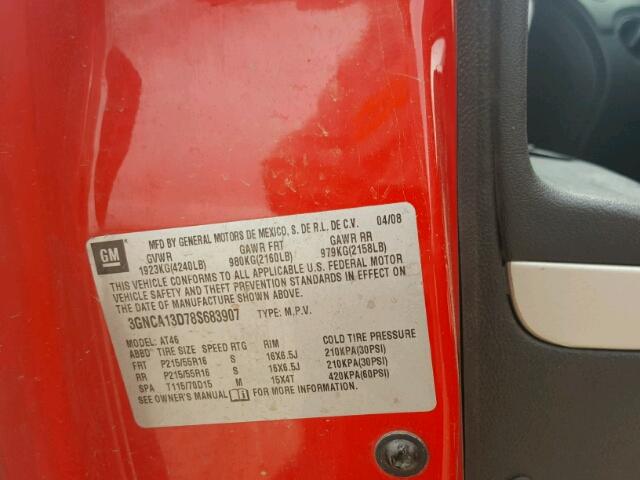 GM
MFD BY GENERAL MOTORS DE MEXICO, S. DE R.L. DE C.V. 04/08
GVWR GAWR FRT GAWR RR
1923KG(4240LB) 980KG(2160LB) 979KG(2158LB)
THIS VEHICLE CONFORMS TO ALL APPLICABLE U.S. FEDERAL MOTOR
VEHICLE SAFETY AND THEFT PREVENTION STANDARDS IN EFFECT ON
THE DATE OF MANUFACTURE SHOWN ABOVE.
3GNCA13D78S683907 TYPE: M.P.V.
MODEL: AT46
ABBD TIRE SIZE SPEED RTG RIM COLD TIRE PRESSURE
FRT P215/55R16 S 16X6.5J 210KPA(30PSI)
RR P215/55R16 S 16X6.5J 210KPA(30PSI)
SPA T115/70D15 M 15X4T 420KPA(60PSI)
SEE OWNER'S MANUAL FOR ADDITIONAL INFORMATION.